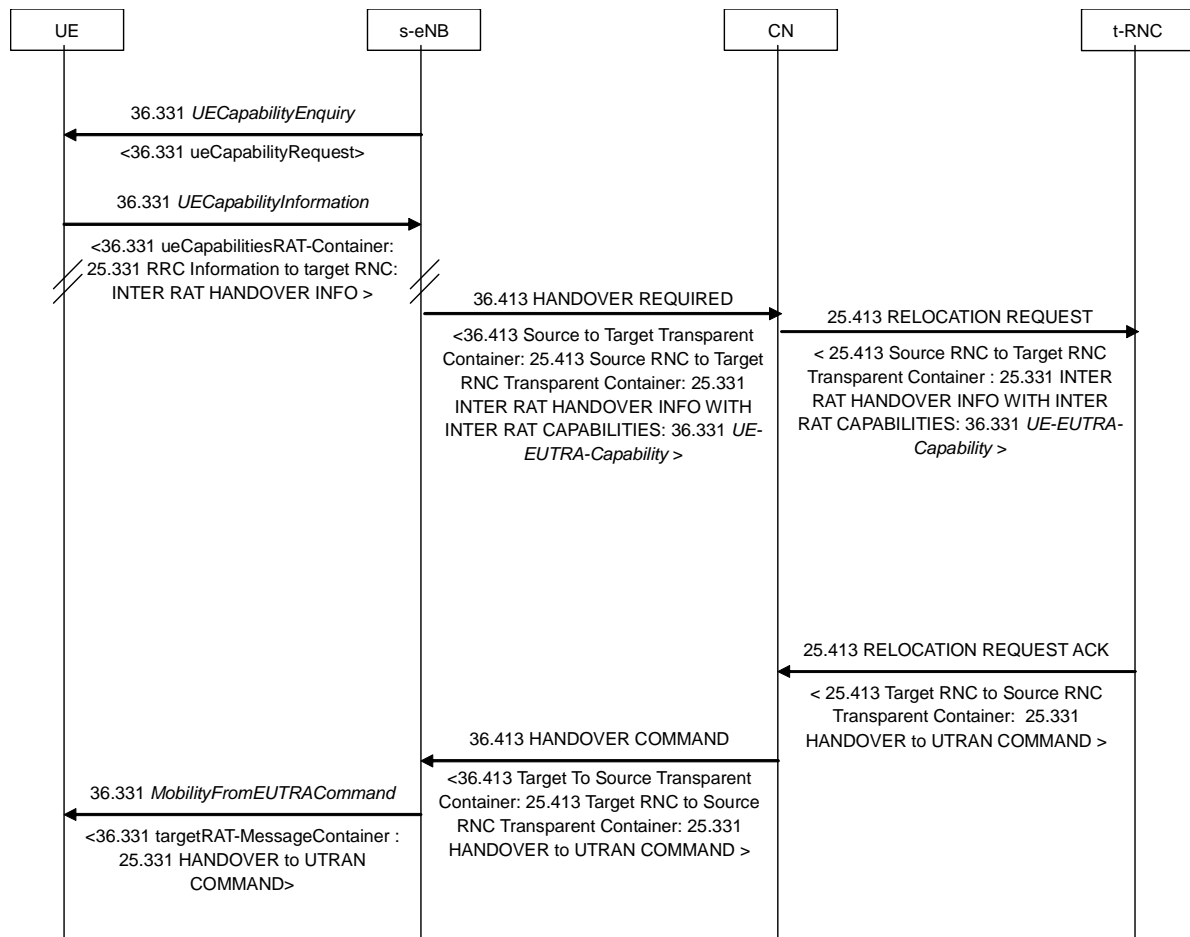 UE
s-eNB
CN
t-RNC
36.331 UECapabilityEnquiry
<36.331 ueCapabilityRequest>
36.331 UECapabilityInformation
<36.331 ueCapabilitiesRAT-Container:
25.331 RRC Information to target RNC:
INTER RAT HANDOVER INFO >
36.413 HANDOVER REQUIRED
<36.413 Source to Target Transparent
Container: 25.413 Source RNC to Target
RNC Transparent Container: 25.331
INTER RAT HANDOVER INFO WITH
INTER RAT CAPABILITIES: 36.331 UE-
EUTRA-Capability >
25.413 RELOCATION REQUEST
< 25.413 Source RNC to Target RNC
Transparent Container : 25.331 INTER
RAT HANDOVER INFO WITH INTER
RAT CAPABILITIES: 36.331 UE-EUTRA-
Capability >
25.413 RELOCATION REQUEST ACK
< 25.413 Target RNC to Source RNC
Transparent Container: 25.331
HANDOVER to UTRAN COMMAND >
36.413 HANDOVER COMMAND
<36.413 Target To Source Transparent
Container: 25.413 Target RNC to Source
RNC Transparent Container: 25.331
HANDOVER to UTRAN COMMAND >
36.331 MobilityFromEUTRACommand
<36.331 targetRAT-MessageContainer :
25.331 HANDOVER to UTRAN
COMMAND>